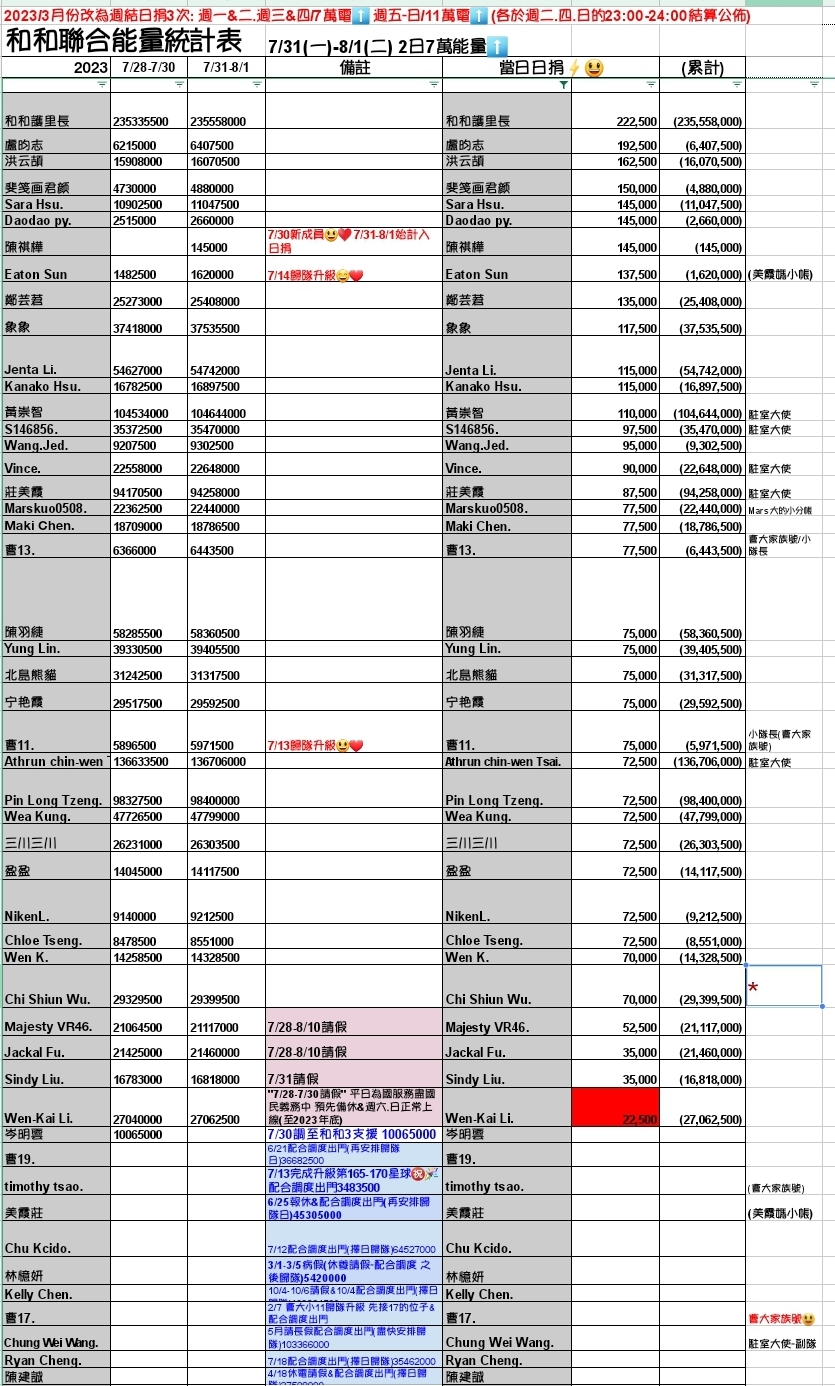 2023/3月份改為週結日捐3次: 週一&二.週三&四/7萬電⬆️ 週五-日/11萬電⬆️ (各於週二.四.日的23:00-24:00結算公佈)
和和聯合能量統計表 7/31(一)-8/1(二) 2日7萬能量⬆️
2023 7/28-7/30 7/31-8/1 備註 當日日捐⚡😃 (累計)
和和護里長 235335500 235558000 和和護里長 222,500 (235,558,000)
盧昀志 6215000 6407500 盧昀志 192,500 (6,407,500)
洪云頡 15908000 16070500 洪云頡 162,500 (16,070,500)
斐箋画君颜 4730000 4880000 斐箋画君颜 150,000 (4,880,000)
Sara Hsu. 10902500 11047500 Sara Hsu. 145,000 (11,047,500)
Daodao py. 2515000 2660000 Daodao py. 145,000 (2,660,000)
陳祺樺 145000 7/30新成員😃❤️ 7/31-8/1始計入日捐 陳祺樺 145,000 (145,000)
Eaton Sun 1482500 1620000 7/14歸隊升級😄❤️ Eaton Sun 137,500 (1,620,000) (美霞姊小帳)
鄭芸菪 25273000 25408000 鄭芸菪 135,000 (25,408,000)
象象 37418000 37535500 象象 117,500 (37,535,500)
Jenta Li. 54627000 54742000 Jenta Li. 115,000 (54,742,000)
Kanako Hsu. 16782500 16897500 Kanako Hsu. 115,000 (16,897,500)
黃崇智 104534000 104644000 黃崇智 110,000 (104,644,000) 駐室大使
S146856. 35372500 35470000 S146856. 97,500 (35,470,000) 駐室大使
Wang.Jed. 9207500 9302500 Wang.Jed. 95,000 (9,302,500)
Vince. 22558000 22648000 Vince. 90,000 (22,648,000) 駐室大使
莊美霞 94170500 94258000 莊美霞 87,500 (94,258,000) 駐室大使
Marskuo0508. 22362500 22440000 Marskuo0508. 77,500 (22,440,000) Mars大的小分帳
Maki Chen. 18709000 18786500 Maki Chen. 77,500 (18,786,500)
曹13. 6366000 6443500 曹13. 77,500 (6,443,500) 曹大家族號/小隊長
陳羽緁 58285500 58360500 陳羽緁 75,000 (58,360,500)
Yung Lin. 39330500 39405500 Yung Lin. 75,000 (39,405,500)
北島熊貓 31242500 31317500 北島熊貓 75,000 (31,317,500)
宁艳霞 29517500 29592500 宁艳霞 75,000 (29,592,500)
曹11. 5896500 5971500 7/13歸隊升級😃❤️ 曹11. 75,000 (5,971,500) 小隊長(曹大家族號)
Athrun chin-wen 136633500 136706000 Athrun chin-wen Tsai. 72,500 (136,706,000) 駐室大使
Pin Long Tzeng. 98327500 98400000 Pin Long Tzeng. 72,500 (98,400,000)
Wea Kung. 47726500 47799000 Wea Kung. 72,500 (47,799,000)
三川三川 26231000 26303500 三川三川 72,500 (26,303,500)
盈盈 14045000 14117500 盈盈 72,500 (14,117,500)
NikenL. 9140000 9212500 NikenL. 72,500 (9,212,500)
Chloe Tseng. 8478500 8551000 Chloe Tseng. 72,500 (8,551,000)
Wen K. 14258500 14328500 Wen K. 70,000 (14,328,500)
Chi Shiun Wu. 29329500 29399500 Chi Shiun Wu. 70,000 (29,399,500) *
Majesty VR46. 21064500 21117000 7/28-8/10請假 Majesty VR46. 52,500 (21,117,000)
Jackal Fu. 21425000 21460000 7/28-8/10請假 Jackal Fu. 35,000 (21,460,000)
Sindy Liu. 16783000 16818000 7/31請假 Sindy Liu. 35,000 (16,818,000)
Wen-Kai Li. 27040000 27062500 "7/28-7/30請假" 平日為國服務盡國民義務中 預先備休&週六.日正常上線(至2023年底) Wen-Kai Li. 22,500 (27,062,500)
岑明雲 10065000 7/30調至和和3支援 10065000 岑明雲
曹19. 6/21配合調度出門(再安排歸隊日)36682500 曹19.
timothy tsao. 7/13完成升級第165-170星球㊗️🎉配合調度出門3483500 timothy tsao. (曹大家族號)
美霞莊 6/25報休&配合調度出門(再安排歸隊日)45305000 美霞莊 (美霞姊小帳)
Chu Kcido. 7/12配合調度出門(擇日歸隊)64527000 Chu Kcido.
林憶妍 3/1-3/5病假(休養請假-配合調度 之後歸隊)5420000 林憶妍
Kelly Chen. 10/4-10/6請假&10/4配合調度出門(擇日 Kelly Chen.
曹17. 2/7 曹大小11歸隊升級 先接17的位子&配合調度出門 曹17. 曹大家族號😃
Chung Wei Wang. 5月請長假配合調度出門(盡快安排歸隊)103366000 Chung Wei Wang. 駐室大使-副隊
Ryan Cheng. 7/18配合調度出門(擇日歸隊)35462000 Ryan Cheng.
陳建誠 4/18休電請假&配合調度出門(擇日歸 陳建誠